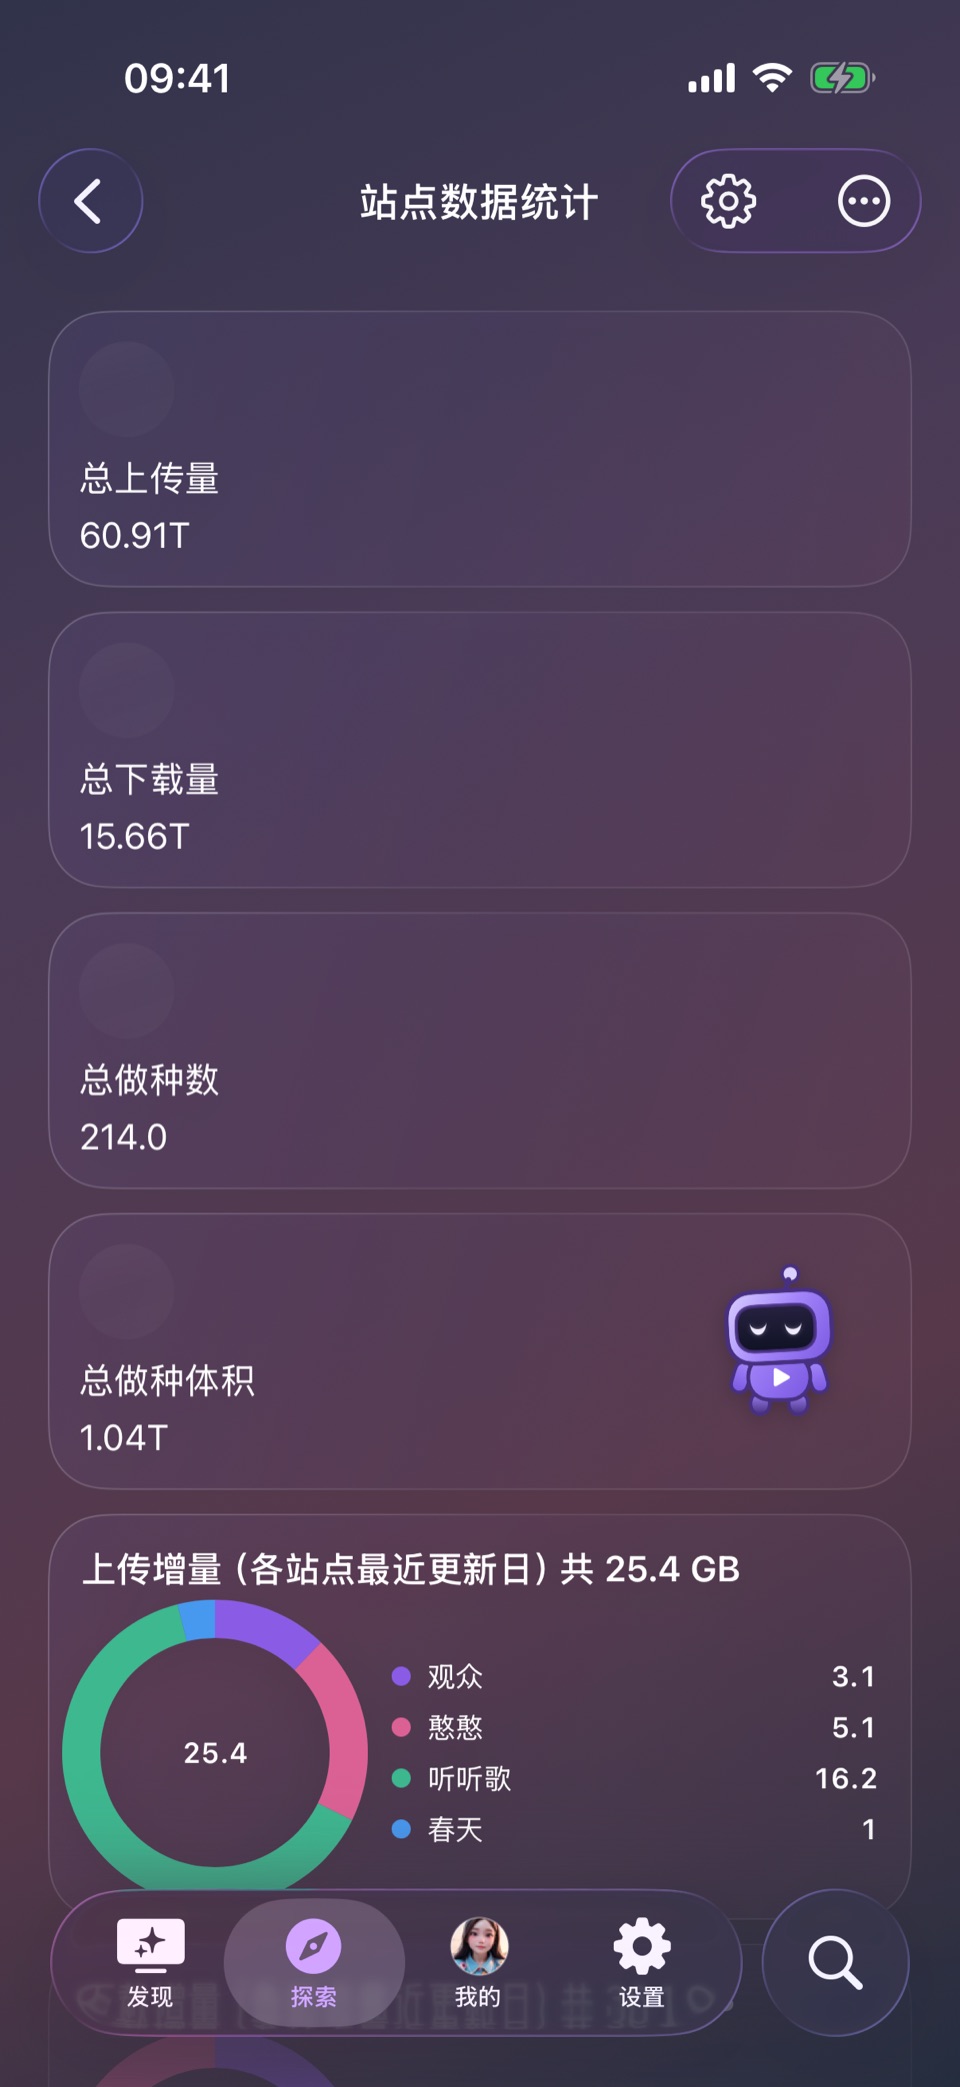 09:41
站点数据统计
总上传量
60.91T
总下载量
15.66T
总做种数
214.0
总做种体积
1.04T
上传增量（各站点最近更新日）共 25.4 GB
25.4
观众 3.1
憨憨 5.1
听听歌 16.2
春天 1
发现
探索
我的
设置